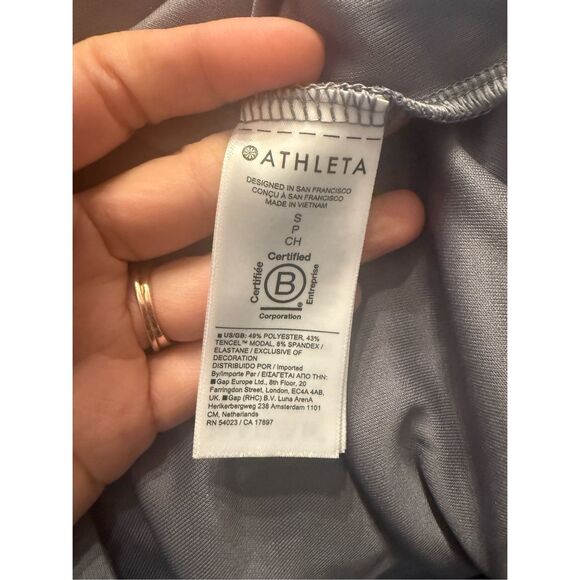 ATHLETA
DESIGNED IN SAN FRANCISCO
CONÇU À SAN FRANCISCO
MADE IN VIETNAM
S
P
CH
Certified
Certifiée
B
®
Entreprise
Corporation
■ US/GB: 49% POLYESTER, 43%
TENCEL™ MODAL, 8% SPANDEX /
ELASTANE / EXCLUSIVE OF
DECORATION
DISTRIBUIDO POR / Imported
By/Importe Par / ΕΙΣΑΓΕΤΑΙ ΑΠΟ ΤΗΝ:
■ Gap Europe Ltd., 8th Floor, 20
Farringdon Street, London, EC4A 4AB,
UK. ■ Gap (RHC) B.V. Luna ArenA
Herikerbergweg 238 Amsterdam 1101
CM, Netherlands
RN 54023 / CA 17897